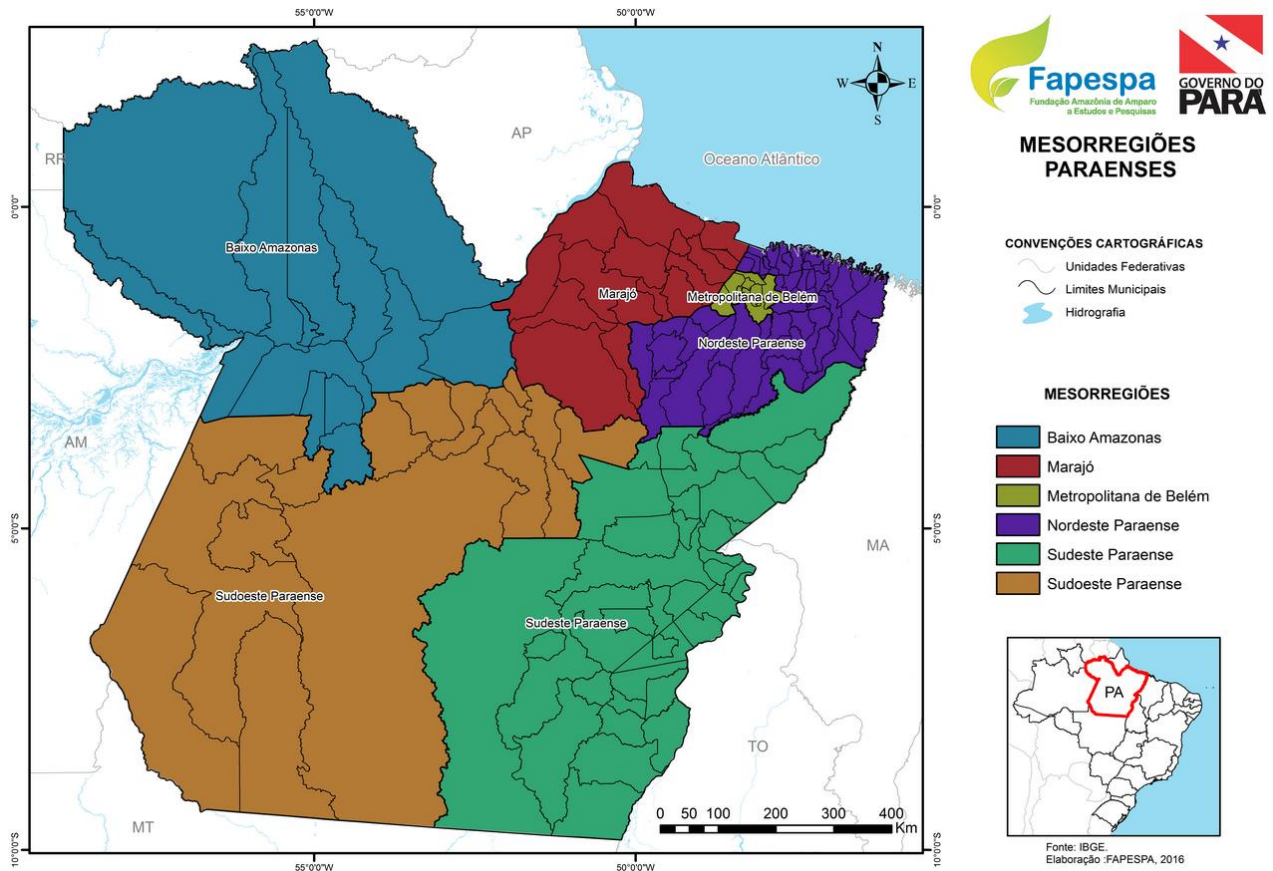 55°0'0"W
50°0'0"W
N
W
E
S
AP
RR
Oceano Atlântico
0°0'0"
0°0'0"
Baixo Amazonas
Marajó
Metropolitana de Belém
Nordeste Paraense
AM
5°0'0"S
5°0'0"S
MA
Sudoeste Paraense
Sudeste Paraense
TO
MT
0 50 100 200 300 400
Km
10°0'0"S
10°0'0"S
55°0'0"W
50°0'0"W
Fapespa
Fundação Amazônia de Amparo
a Estudos e Pesquisas
GOVERNO DO
PARÁ
MESORREGIÕES
PARAENSES
CONVENÇÕES CARTOGRÁFICAS
Unidades Federativas
Limites Municipais
Hidrografia
MESORREGIÕES
Baixo Amazonas
Marajó
Metropolitana de Belém
Nordeste Paraense
Sudeste Paraense
Sudoeste Paraense
PA
Fonte: IBGE.
Elaboração :FAPESPA, 2016